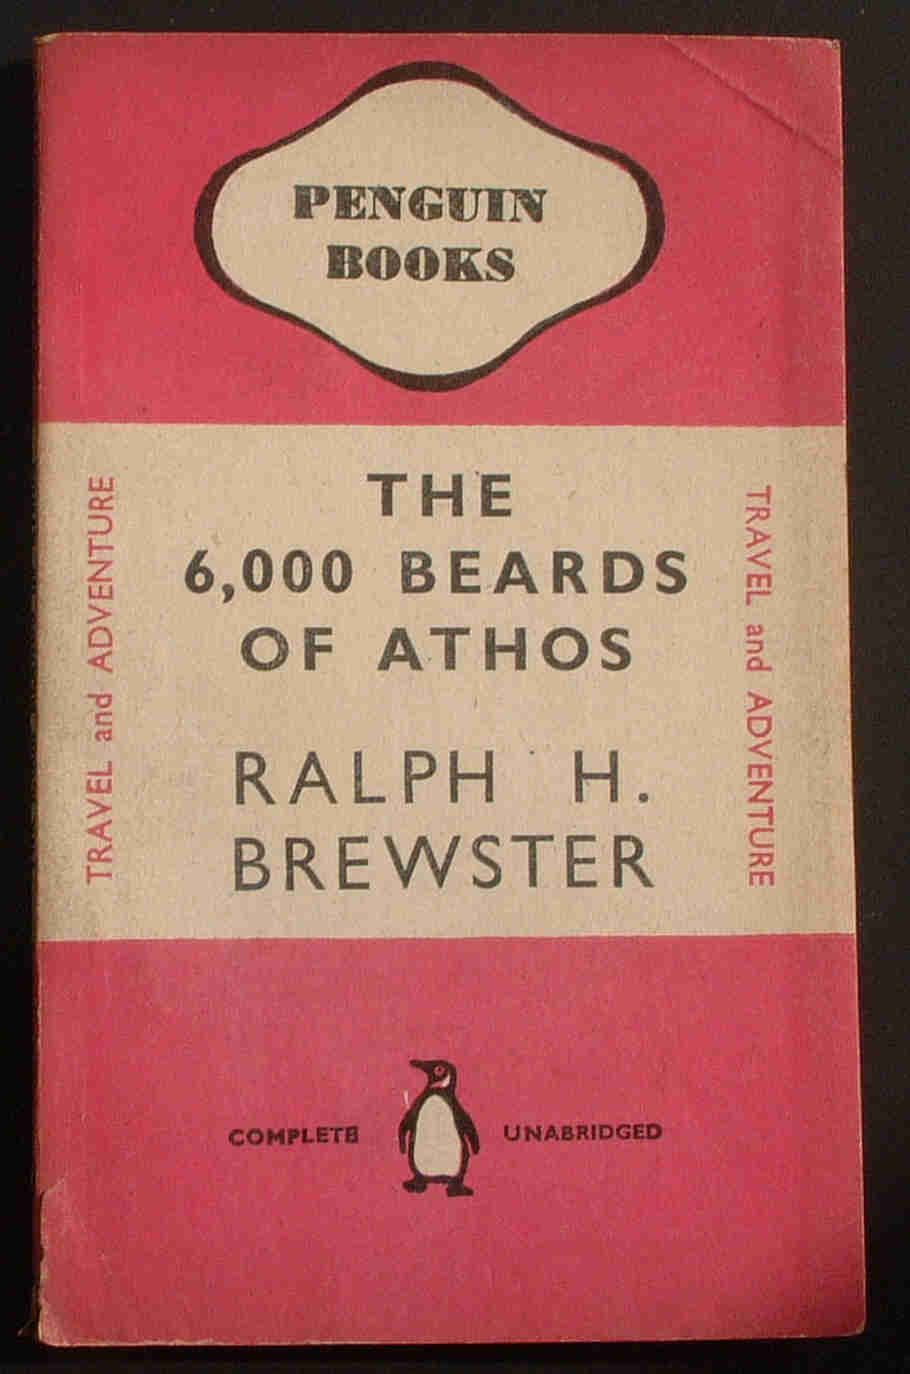 PENGUIN
BOOKS
THE
6,000 BEARDS
OF ATHOS
RALPH H.
BREWSTER
TRAVEL and ADVENTURE
TRAVEL and ADVENTURE
COMPLETE UNABRIDGED